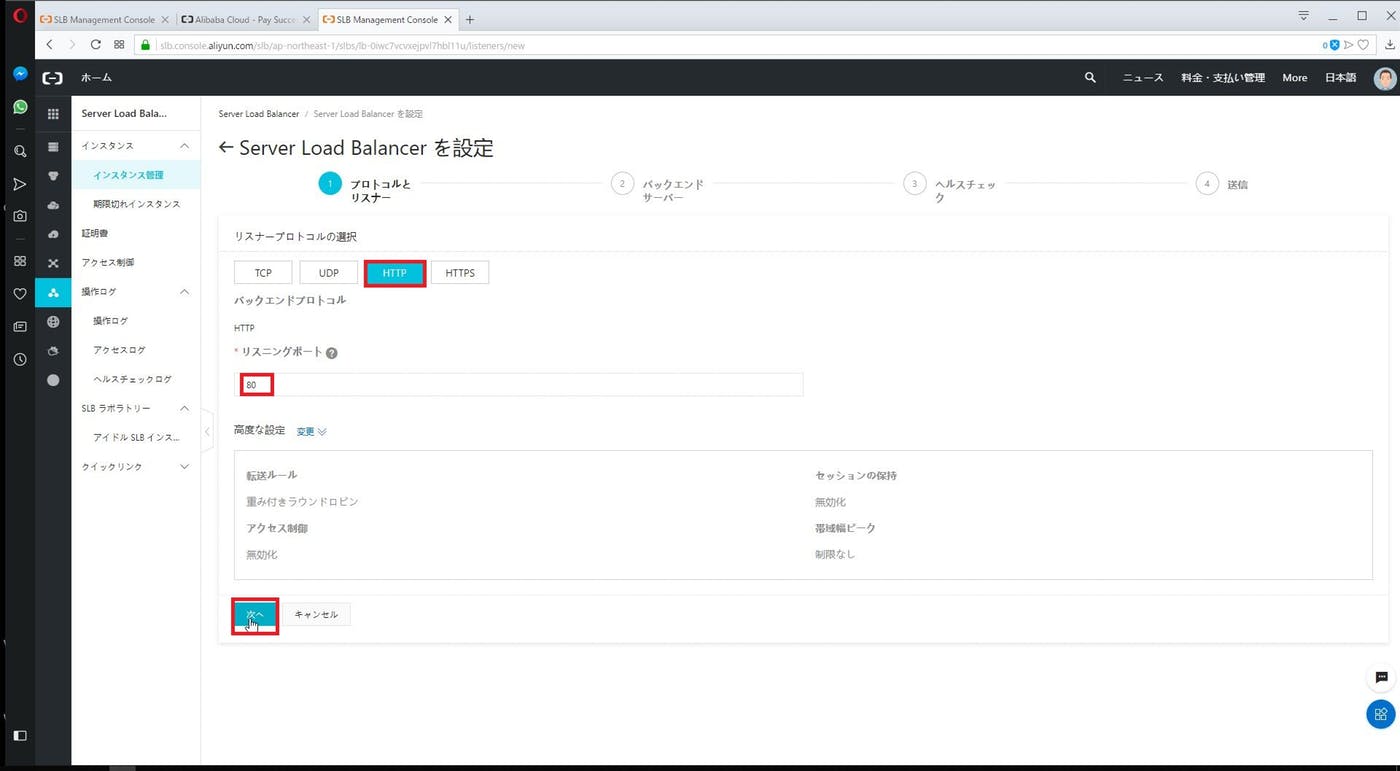 SLB Management Console
Alibaba Cloud - Pay Succe
SLB Management Console
slb.console.aliyun.com/slb/ap-northeast-1/slbs/lb-0iwc7vcvxejpvl7hbl11u/listeners/new
0
ホーム
ニュース
料金・支払い管理
More
日本語
Server Load Bala...
インスタンス
インスタンス管理
期限切れインスタンス
証明書
アクセス制御
操作ログ
操作ログ
アクセスログ
ヘルスチェックログ
SLB ラボラトリー
アイドル SLB インス...
クイックリンク
Server Load Balancer / Server Load Balancer を設定
← Server Load Balancer を設定
1 プロトコルと
リスナー
2 バックエンド
サーバー
3 ヘルスチェッ
ク
4 送信
リスナープロトコルの選択
TCP UDP HTTP HTTPS
バックエンドプロトコル
HTTP
* リスニングポート ?
80
高度な設定 変更
転送ルール セッションの保持
重み付きラウンドロビン 無効化
アクセス制御 帯域幅ピーク
無効化 制限なし
次へ キャンセル